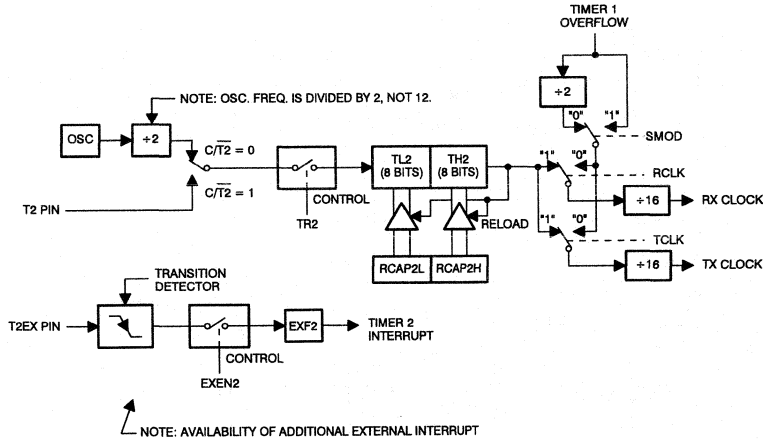 TIMER 1
OVERFLOW
NOTE: OSC. FREQ. IS DIVIDED BY 2, NOT 12.
÷2
"0" "1"
OSC
÷2
SMOD
C/T2 = 0
TL2
(8 BITS)
TH2
(8 BITS)
"1" "0"
RCLK
C/T2 = 1
CONTROL
÷16
RX CLOCK
T2 PIN
TR2
RELOAD
"1" "0"
TCLK
RCAP2L
RCAP2H
÷16
TX CLOCK
TRANSITION
DETECTOR
T2EX PIN
EXF2
TIMER 2
INTERRUPT
CONTROL
EXEN2
NOTE: AVAILABILITY OF ADDITIONAL EXTERNAL INTERRUPT